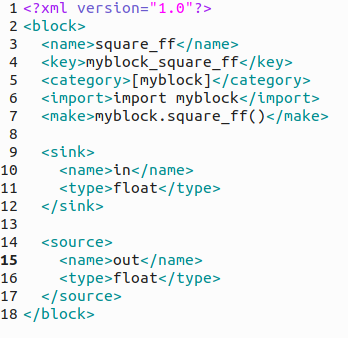 1 <?xml version="1.0"?>
2 <block>
3   <name>square_ff</name>
4   <key>myblock_square_ff</key>
5   <category>[myblock]</category>
6   <import>import myblock</import>
7   <make>myblock.square_ff()</make>
8
9   <sink>
10     <name>in</name>
11     <type>float</type>
12   </sink>
13
14   <source>
15     <name>out</name>
16     <type>float</type>
17   </source>
18 </block>